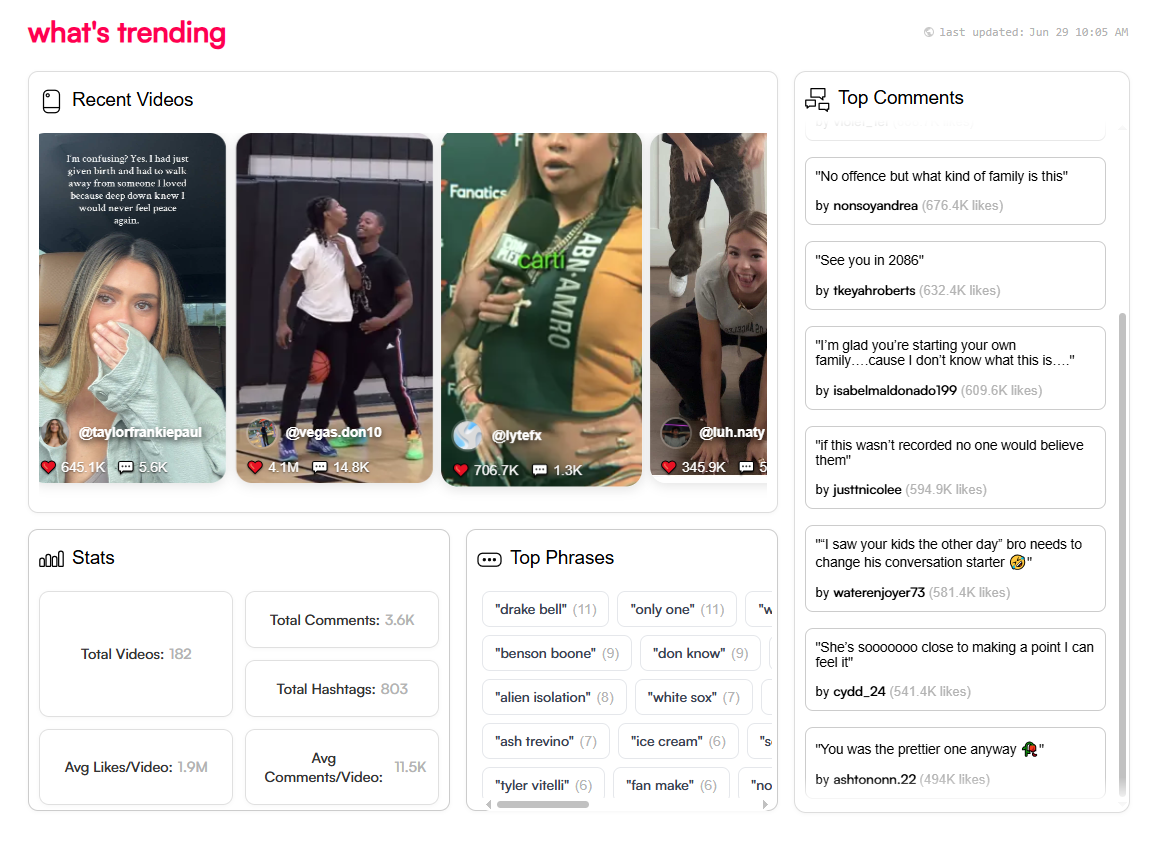 what's trending
last updated: Jun 29 10:05 AM
Recent Videos
I'm confusing? Yes. I had just
given birth and had to walk
away from someone I loved
because deep down knew I
would never feel peace
again.
@taylorfrankiepaul
645.1K 5.6K
@vegas.don10
4.1M 14.8K
Fanatics
COM
PLEX
carti
ABN·AMRO
@lytefx
706.7K 1.3K
@luh.naty
345.9K 5
Stats
Total Videos: 182
Total Comments: 3.6K
Total Hashtags: 803
Avg Likes/Video: 1.9M
Avg
Comments/Video: 11.5K
Top Phrases
"drake bell" (11) "only one" (11) "w
"benson boone" (9) "don know" (9)
"alien isolation" (8) "white sox" (7)
"ash trevino" (7) "ice cream" (6) "s
"tyler vitelli" (6) "fan make" (6) "no
Top Comments
"No offence but what kind of family is this"
by nonsoyandrea (676.4K likes)
"See you in 2086"
by tkeyahroberts (632.4K likes)
"I’m glad you’re starting your own
family….cause I don’t know what this is…."
by isabelmaldonado199 (609.6K likes)
"if this wasn’t recorded no one would believe
them"
by justtnicolee (594.9K likes)
"“I saw your kids the other day” bro needs to
change his conversation starter 🤣"
by waterenjoyer73 (581.4K likes)
"She’s sooooooo close to making a point I can
feel it"
by cydd_24 (541.4K likes)
"You was the prettier one anyway 🥀"
by ashtononn.22 (494K likes)